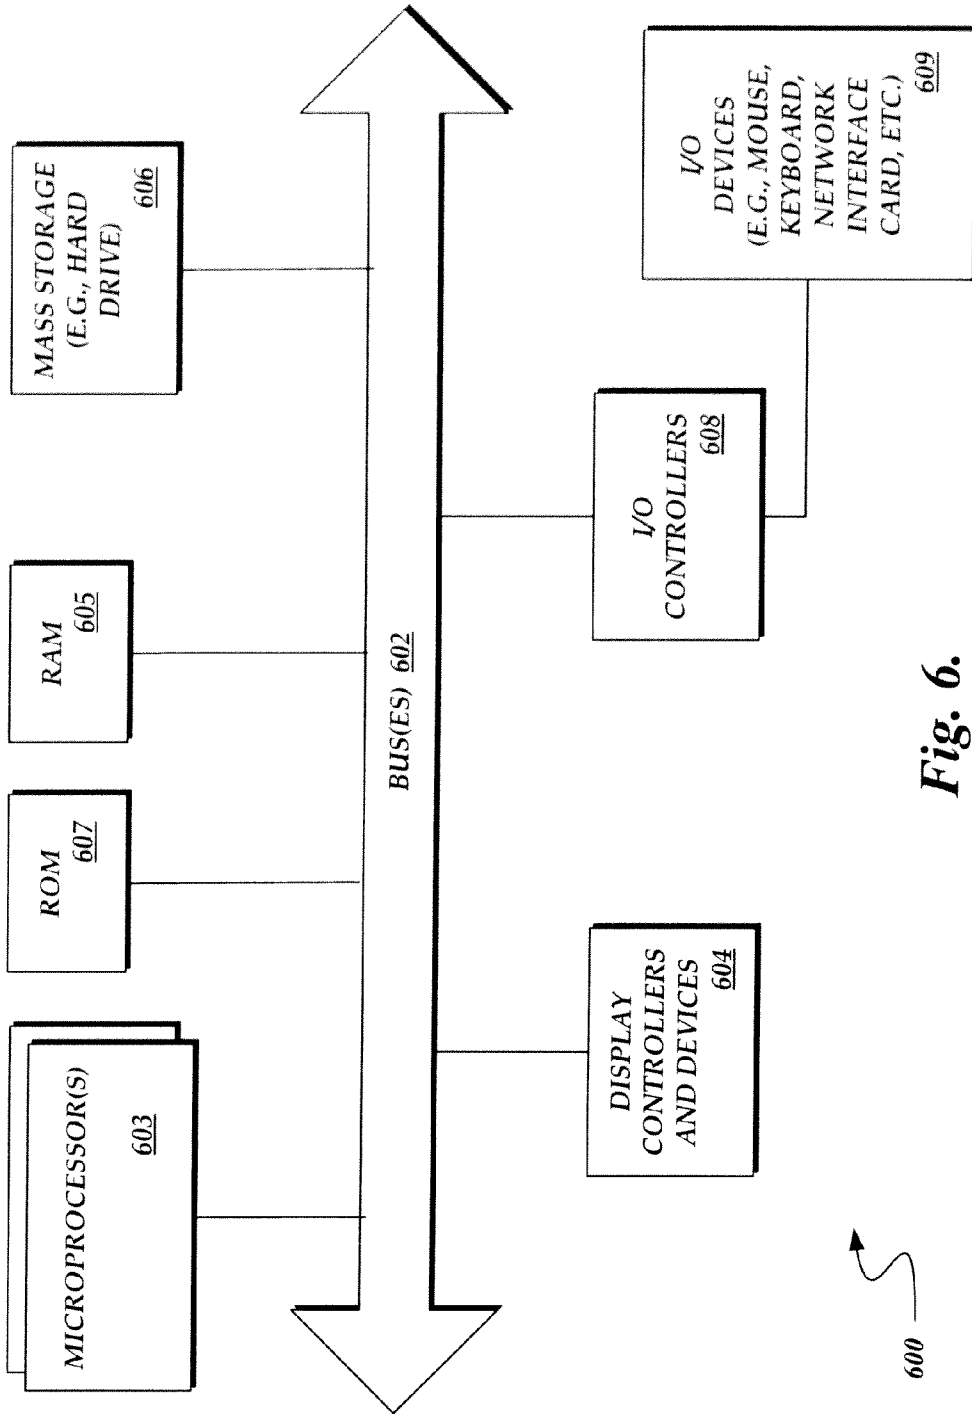 MICROPROCESSOR(S)
603
ROM
607
RAM
605
MASS STORAGE
(E.G., HARD
DRIVE)
606
BUS(ES) 602
DISPLAY
CONTROLLERS
AND DEVICES
604
I/O
CONTROLLERS
608
I/O
DEVICES
(E.G., MOUSE,
KEYBOARD,
NETWORK
INTERFACE
CARD, ETC.)
609
600
Fig. 6.